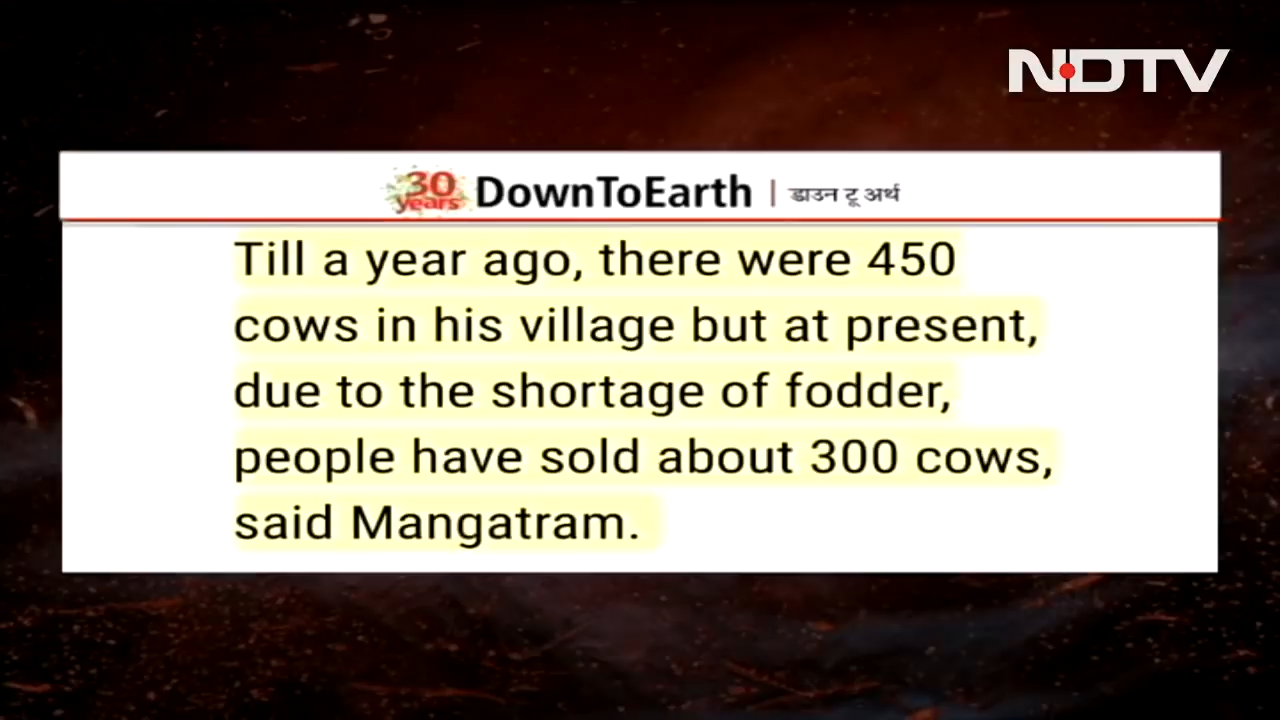 NDTV
30 years DownToEarth | डाउन टू अर्थ
Till a year ago, there were 450
cows in his village but at present,
due to the shortage of fodder,
people have sold about 300 cows,
said Mangatram.